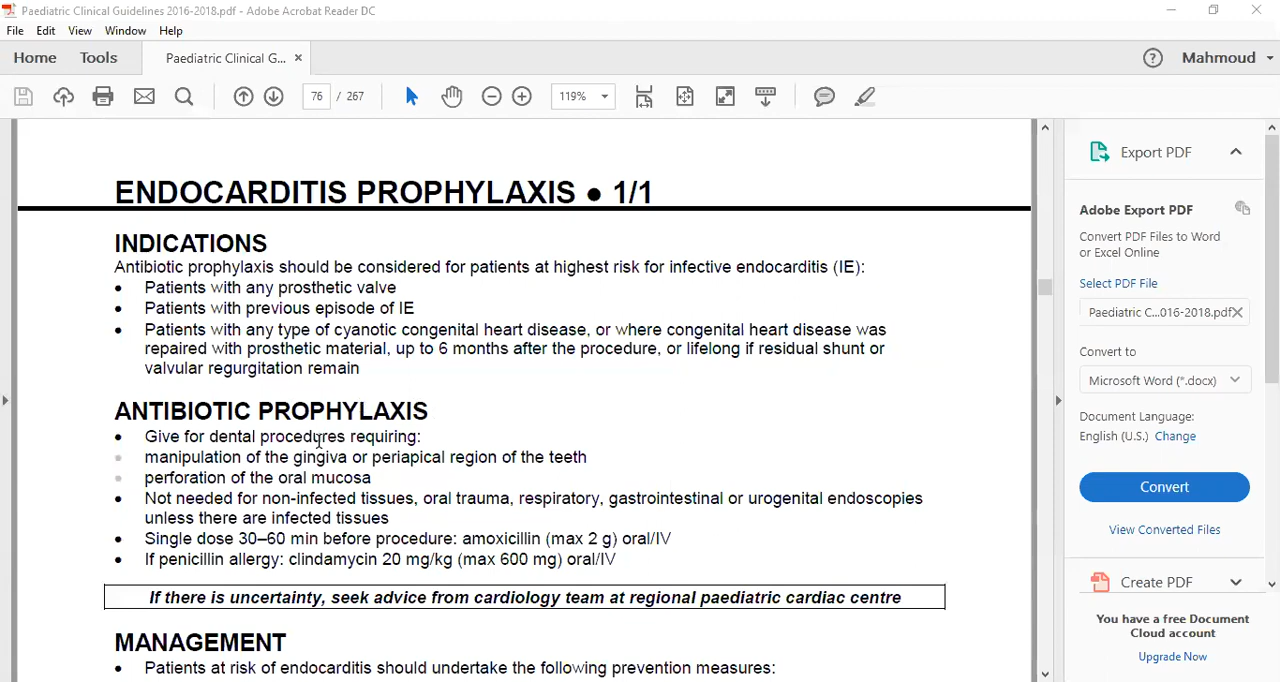 Paediatric Clinical Guidelines 2016-2018.pdf - Adobe Acrobat Reader DC
File Edit View Window Help
Home Tools Paediatric Clinical G... × ? Mahmoud
76 / 267 119%
ENDOCARDITIS PROPHYLAXIS ● 1/1
INDICATIONS
Antibiotic prophylaxis should be considered for patients at highest risk for infective endocarditis (IE):
• Patients with any prosthetic valve
• Patients with previous episode of IE
• Patients with any type of cyanotic congenital heart disease, or where congenital heart disease was
repaired with prosthetic material, up to 6 months after the procedure, or lifelong if residual shunt or
valvular regurgitation remain
ANTIBIOTIC PROPHYLAXIS
• Give for dental procedures requiring:
• manipulation of the gingiva or periapical region of the teeth
• perforation of the oral mucosa
• Not needed for non-infected tissues, oral trauma, respiratory, gastrointestinal or urogenital endoscopies
unless there are infected tissues
• Single dose 30–60 min before procedure: amoxicillin (max 2 g) oral/IV
• If penicillin allergy: clindamycin 20 mg/kg (max 600 mg) oral/IV
If there is uncertainty, seek advice from cardiology team at regional paediatric cardiac centre
MANAGEMENT
• Patients at risk of endocarditis should undertake the following prevention measures:
Export PDF
Adobe Export PDF
Convert PDF Files to Word
or Excel Online
Select PDF File
Paediatric C...016-2018.pdf
Convert to
Microsoft Word (*.docx)
Document Language:
English (U.S.) Change
Convert
View Converted Files
Create PDF
You have a free Document
Cloud account
Upgrade Now